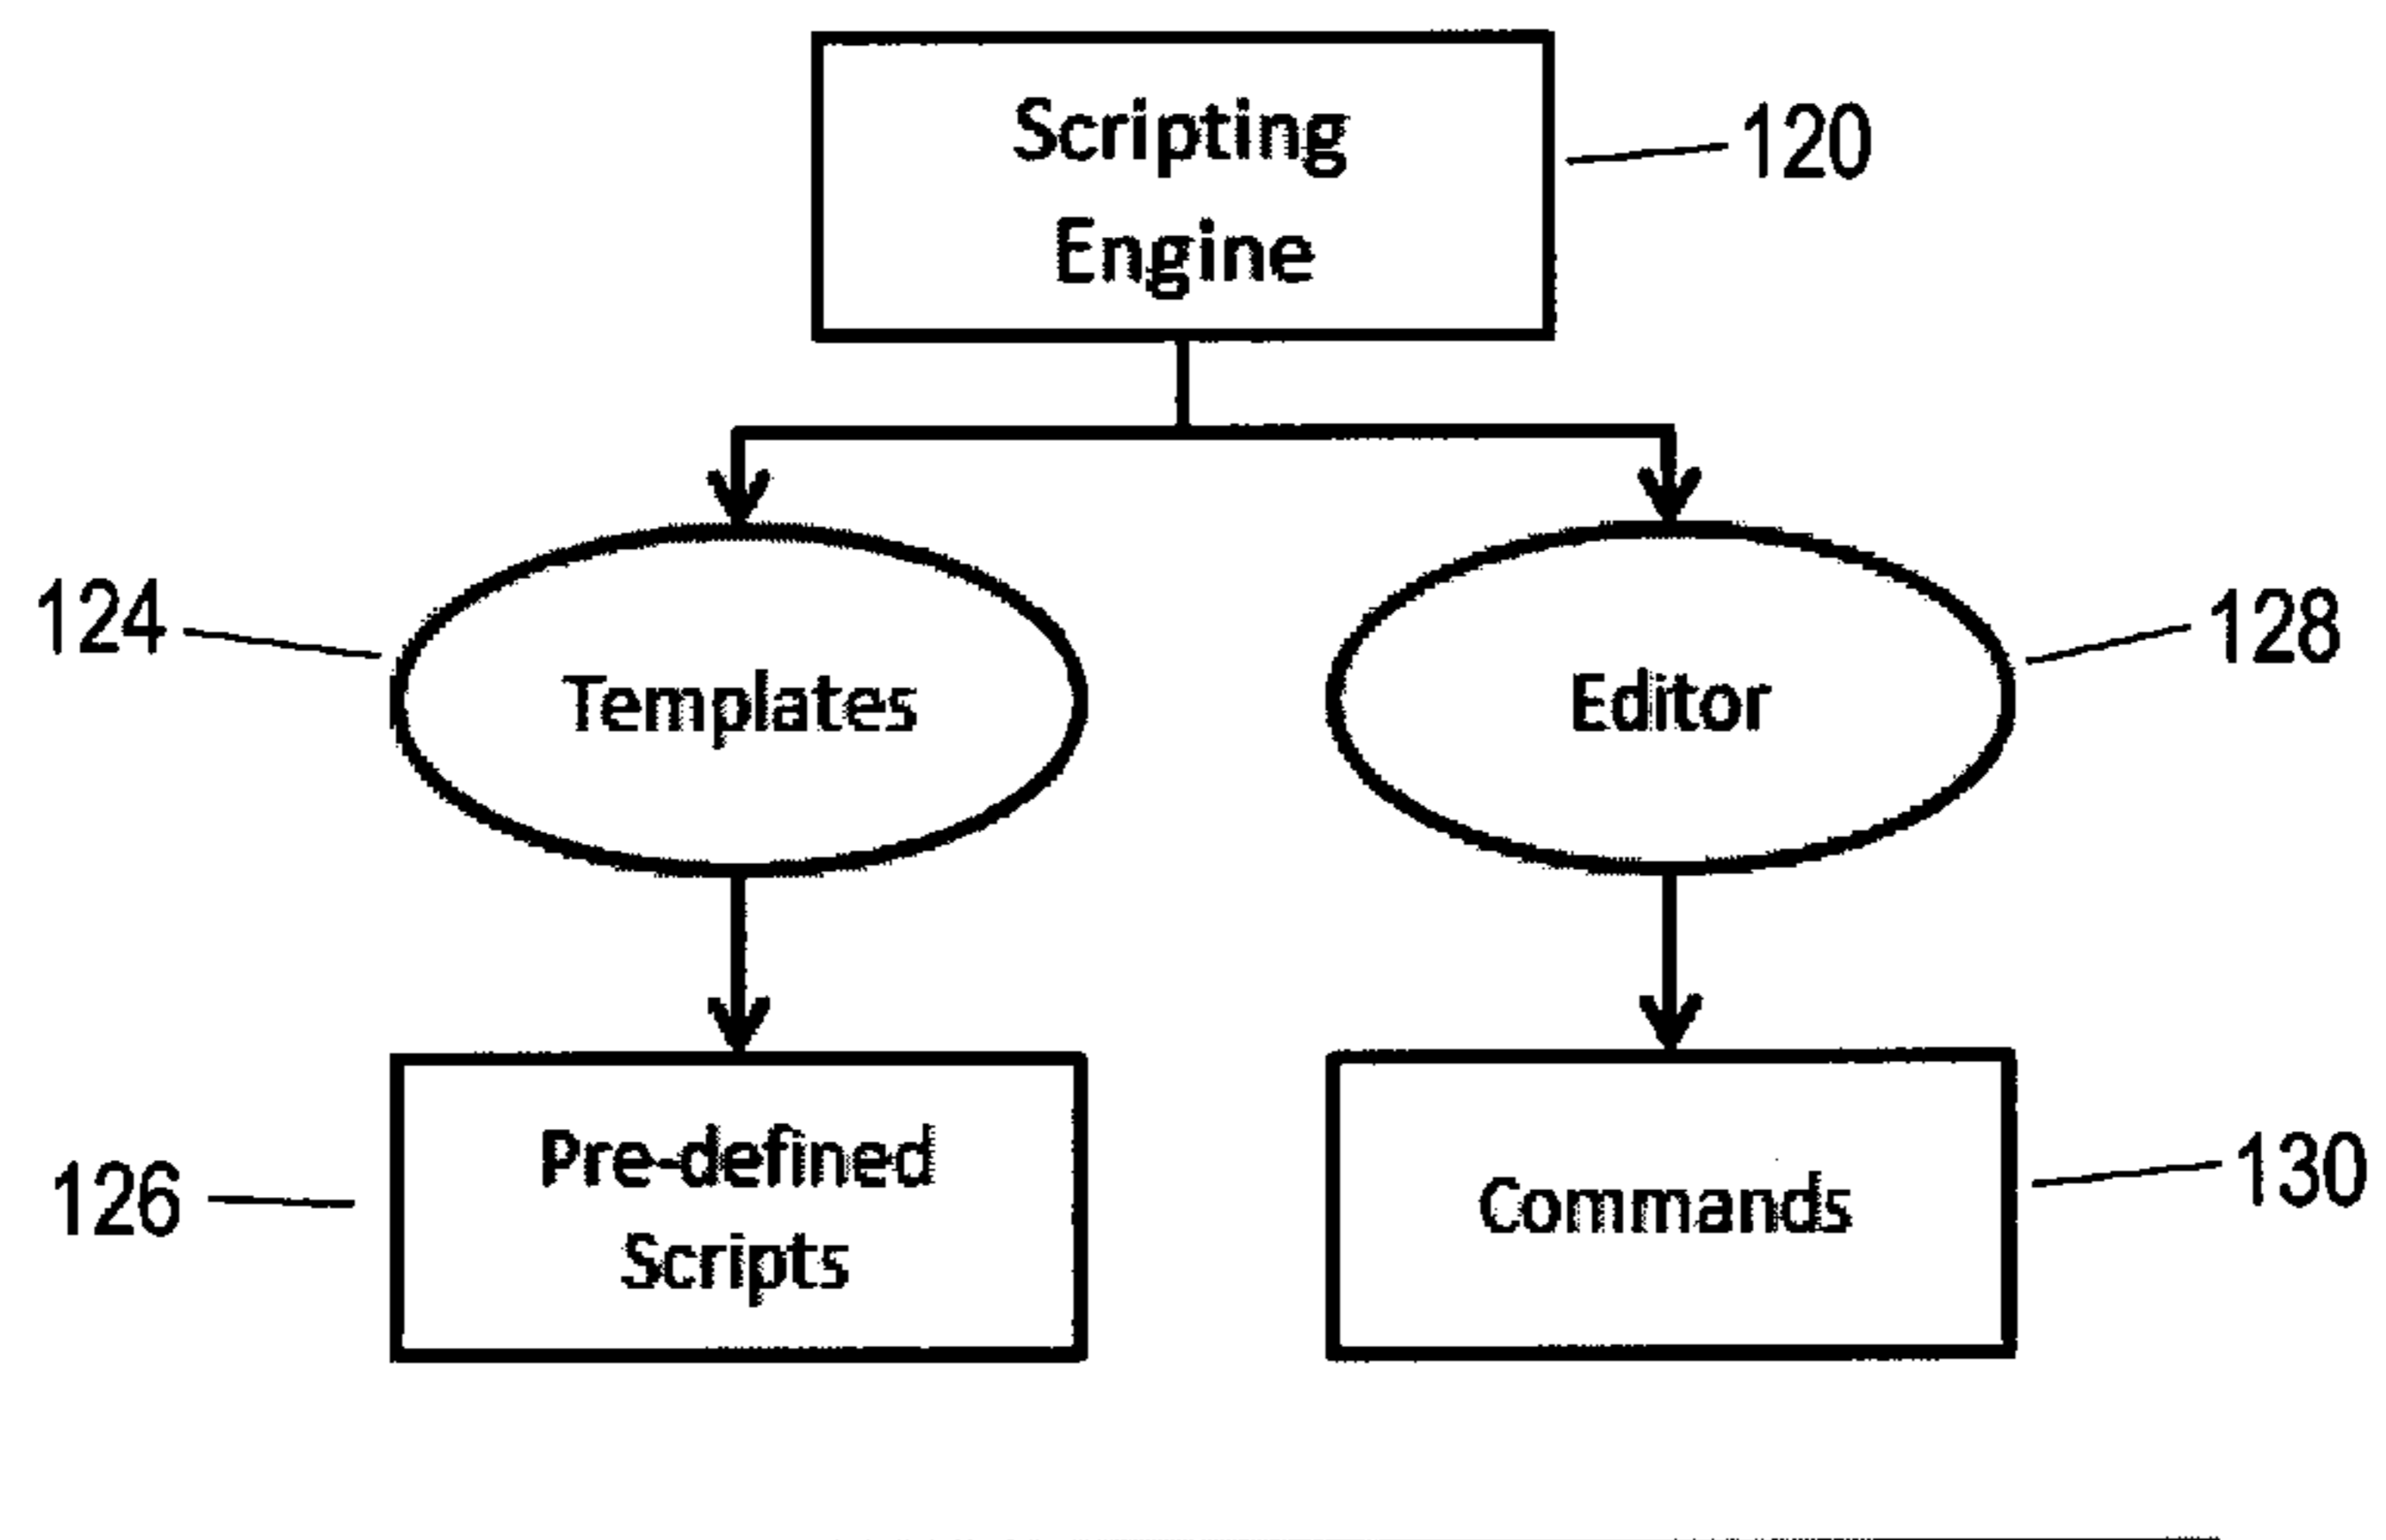 Scripting
Engine
120
124
Templates
Editor
128
126
Pre-defined
Scripts
Commands
130